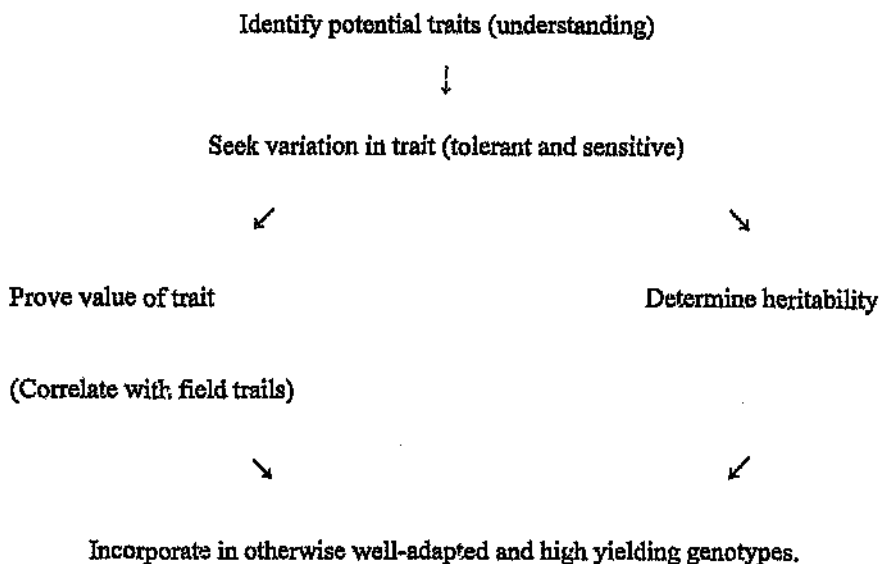 Identify potential traits (understanding)
↓
Seek variation in trait (tolerant and sensitive)
↙ ↘
Prove value of trait Determine heritability
(Correlate with field trails)
↘ ↙
Incorporate in otherwise well-adapted and high yielding genotypes.